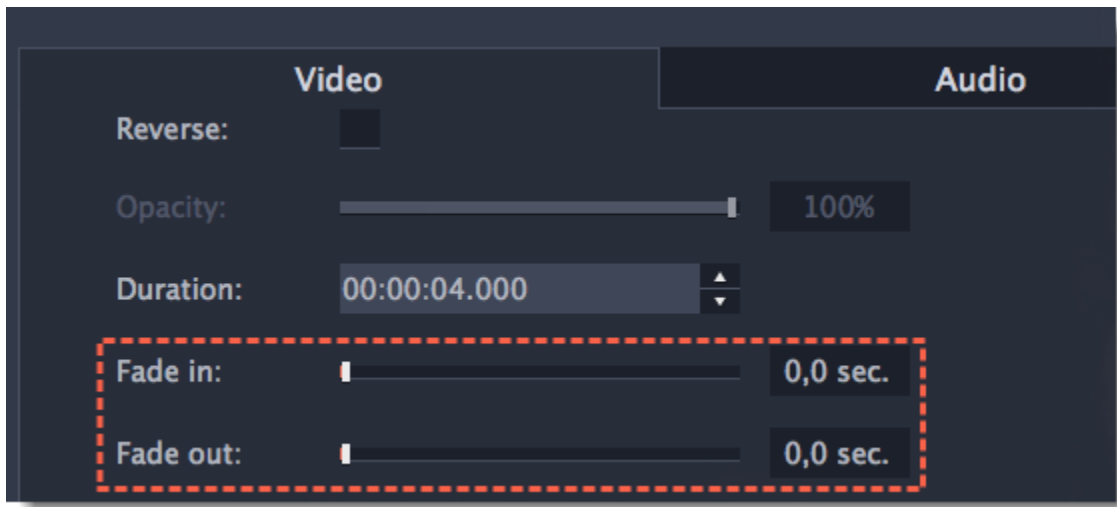 Video Audio
Reverse:
Opacity: 100%
Duration: 00:00:04.000
Fade in: 0,0 sec.
Fade out: 0,0 sec.